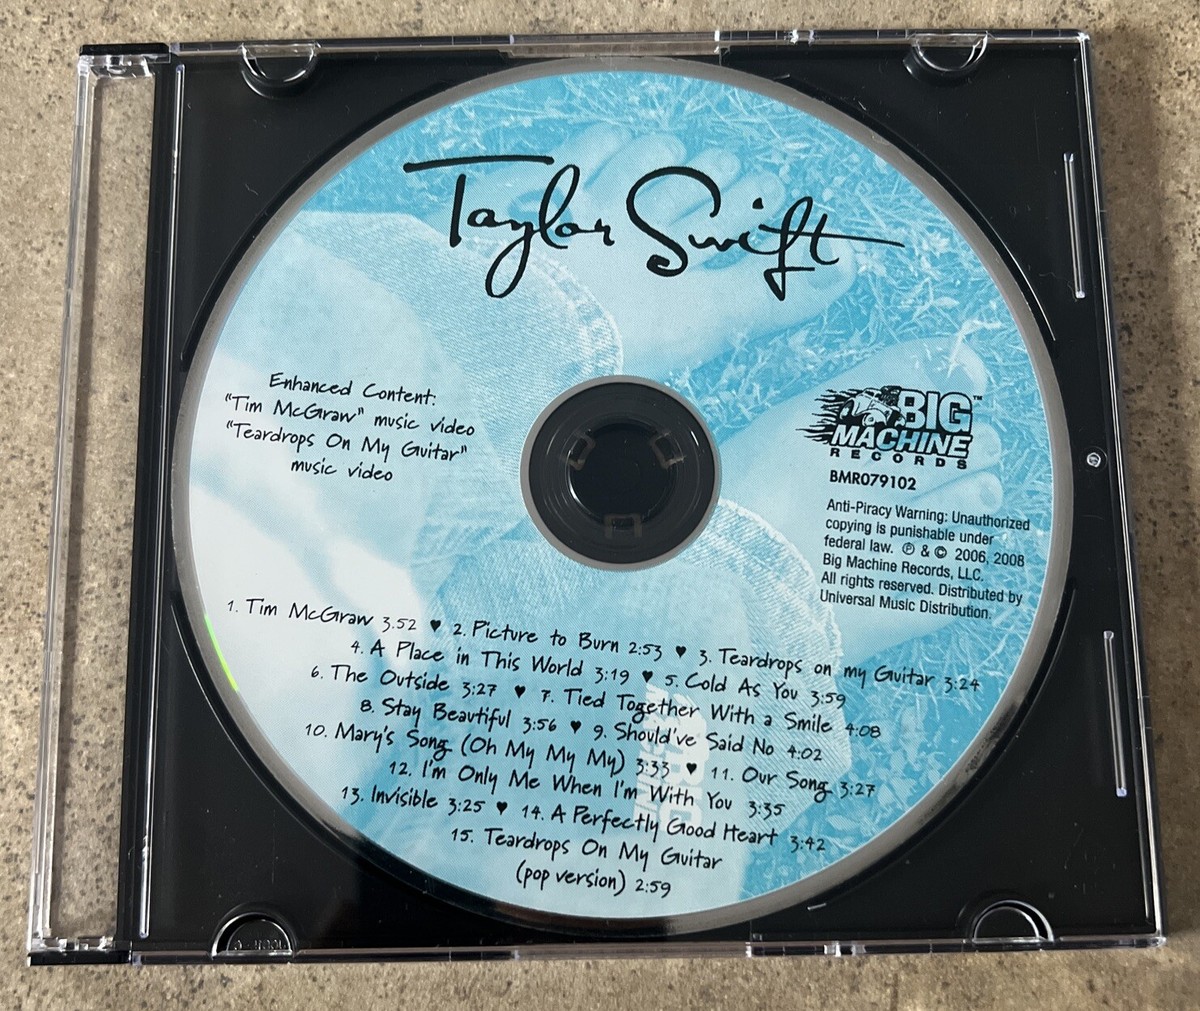 Taylor Swift
Enhanced Content:
"Tim McGraw" music video
"Teardrops On My Guitar"
music video
BIG™
MACHINE
RECORDS
BMR079102
Anti-Piracy Warning: Unauthorized
copying is punishable under
federal law. ℗ & © 2006, 2008
Big Machine Records, LLC.
All rights reserved. Distributed by
Universal Music Distribution.
1. Tim McGraw 3:52 ♥ 2. Picture to Burn 2:53 ♥ 3. Teardrops on my Guitar 3:24
4. A Place in This World 3:19 ♥ 5. Cold As You 3:59
6. The Outside 3:27 ♥ 7. Tied Together With a Smile 4:08
8. Stay Beautiful 3:56 ♥ 9. Should've Said No 4:02
10. Mary's Song (Oh My My My) 3:33 ♥ 11. Our Song 3:27
12. I'm Only Me When I'm With You 3:35
13. Invisible 3:25 ♥ 14. A Perfectly Good Heart 3:42
15. Teardrops On My Guitar
(pop version) 2:59